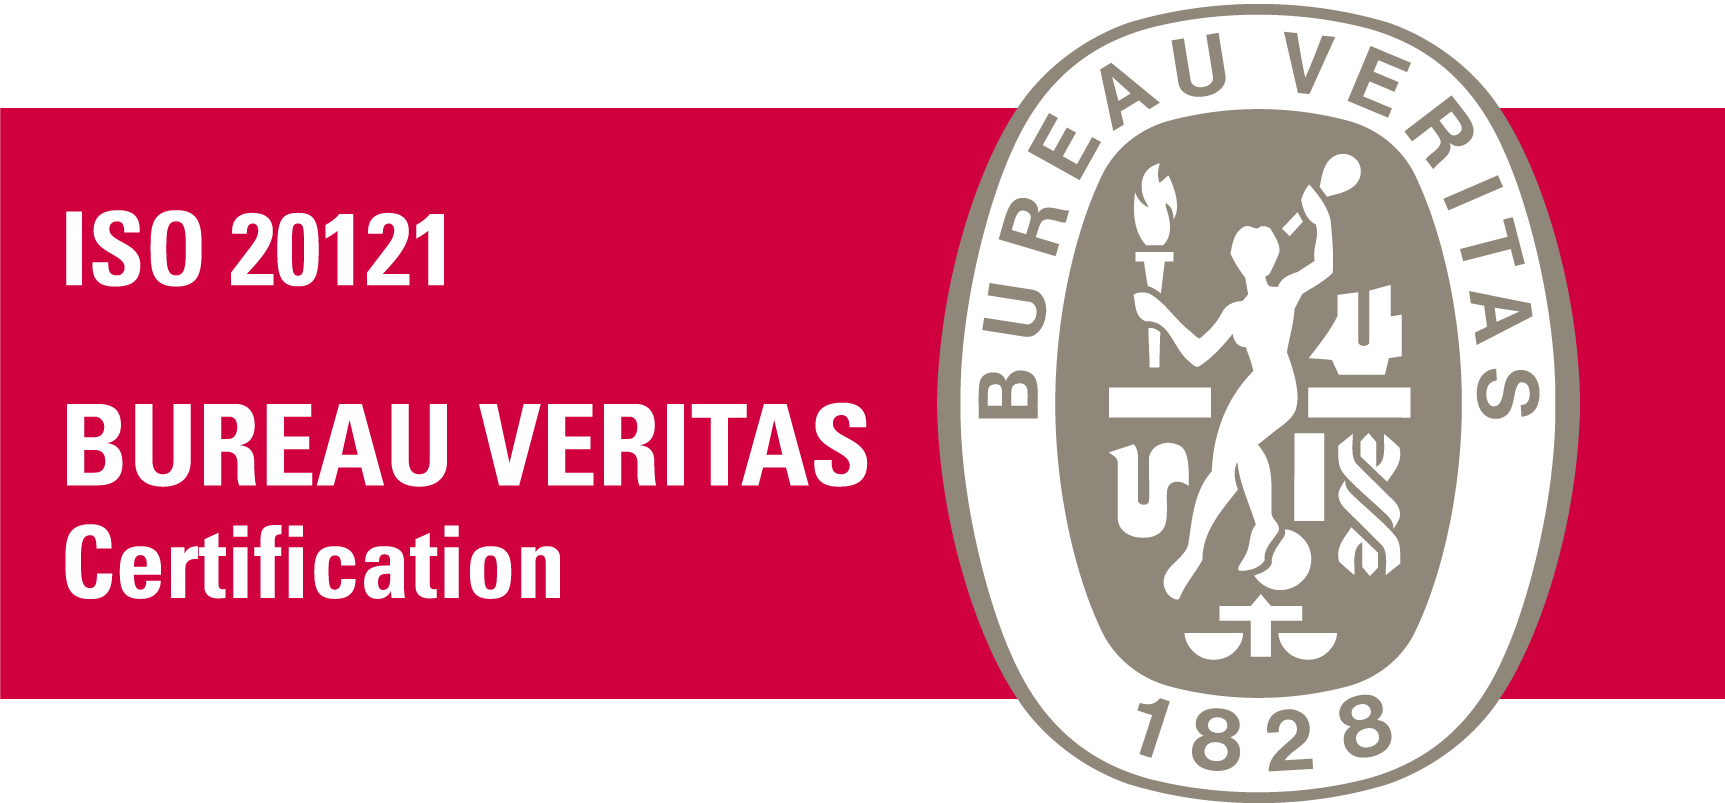 ISO 20121
BUREAU VERITAS
Certification
BUREAU VERITAS
1828